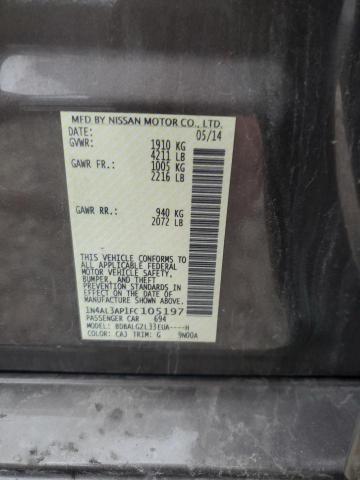 MFD BY NISSAN MOTOR CO., LTD.
DATE: 05/14
GVWR: 1910 KG
4211 LB
GAWR FR.: 1005 KG
2216 LB
GAWR RR.: 940 KG
2072 LB
THIS VEHICLE CONFORMS TO
ALL APPLICABLE FEDERAL
MOTOR VEHICLE SAFETY,
BUMPER, AND THEFT
PREVENTION STANDARDS IN
EFFECT ON THE DATE OF
MANUFACTURE SHOWN ABOVE.
1N4AL3AP1FC105197
PASSENGER CAR 694
MODEL: BDBALGZL33EUA----H
COLOR: CAJ TRIM: G 9N00A